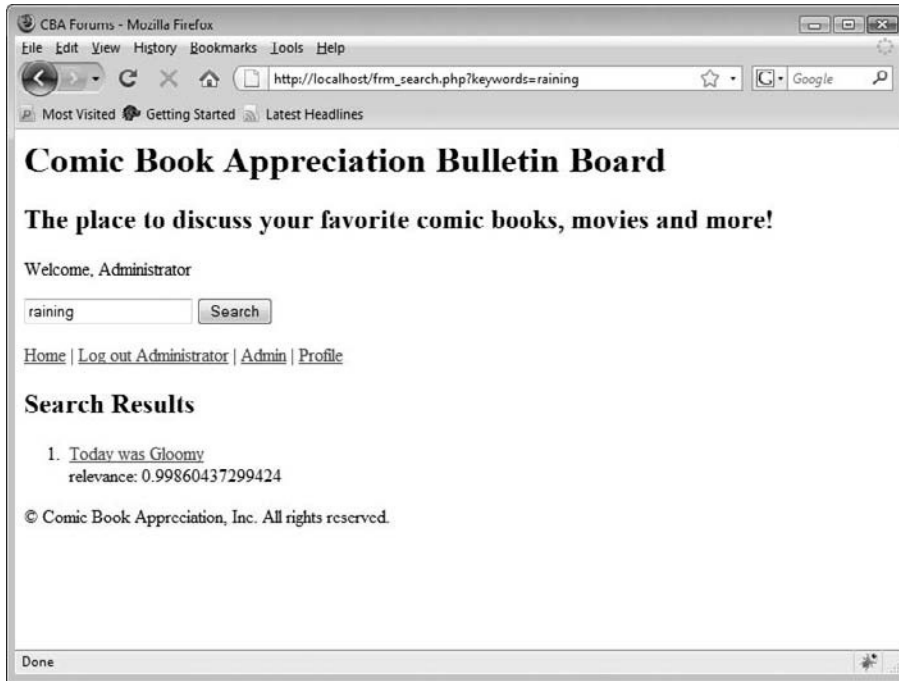 CBA Forums - Mozilla Firefox
File Edit View History Bookmarks Tools Help
http://localhost/frm_search.php?keywords=raining
G Google
Most Visited Getting Started Latest Headlines
Comic Book Appreciation Bulletin Board
The place to discuss your favorite comic books, movies and more!
Welcome, Administrator
raining Search
Home | Log out Administrator | Admin | Profile
Search Results
1. Today was Gloomy
relevance: 0.99860437299424
© Comic Book Appreciation, Inc. All rights reserved.
Done